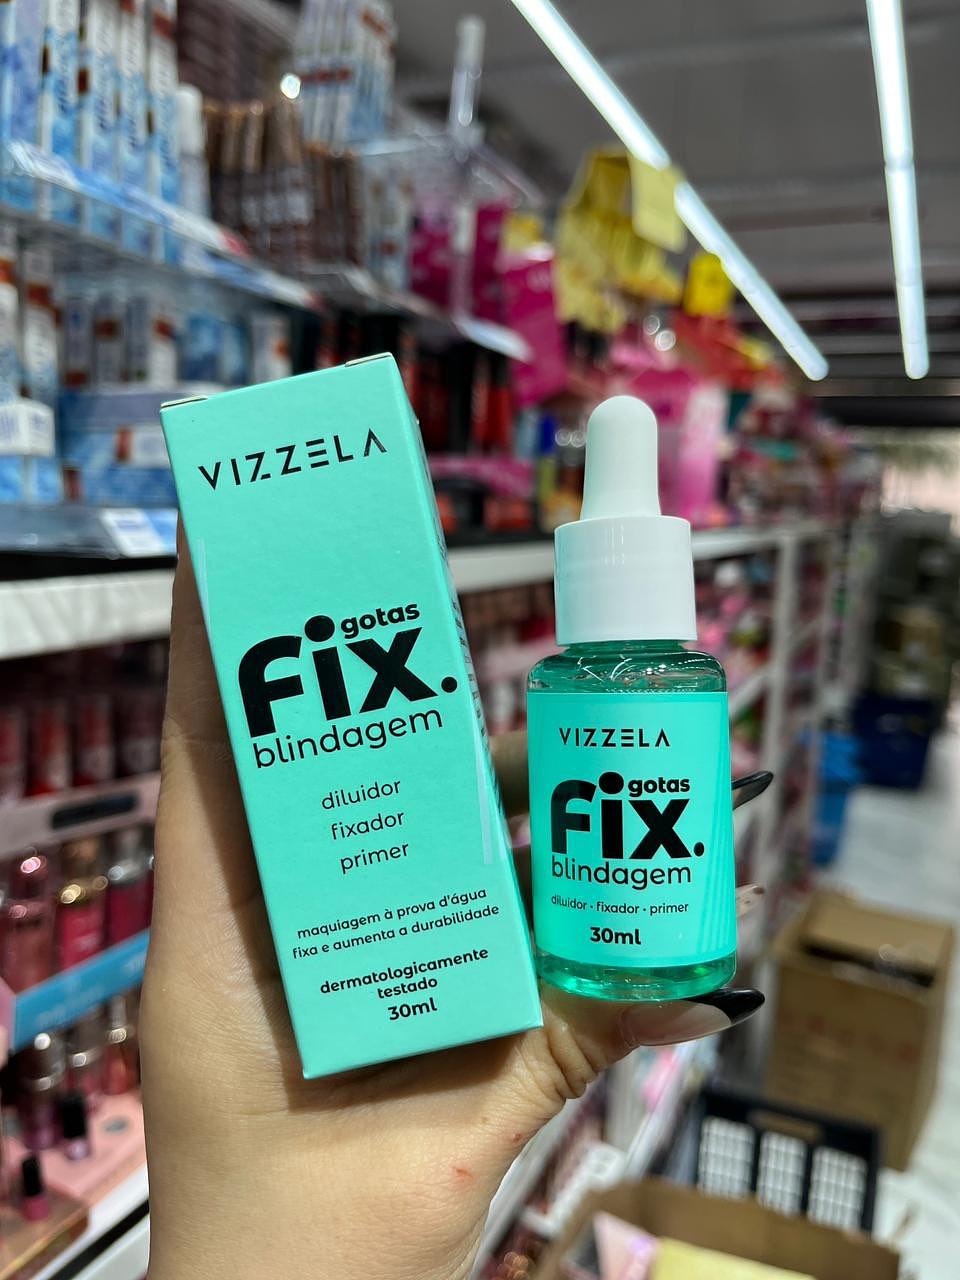 VIZZELA
gotas
Fix.
blindagem
diluidor
fixador
primer
maquiagem à prova d'água
fixa e aumenta a durabilidade
dermatologicamente
testado
30ml
VIZZELA
gotas
Fix.
blindagem
diluidor · fixador · primer
30ml